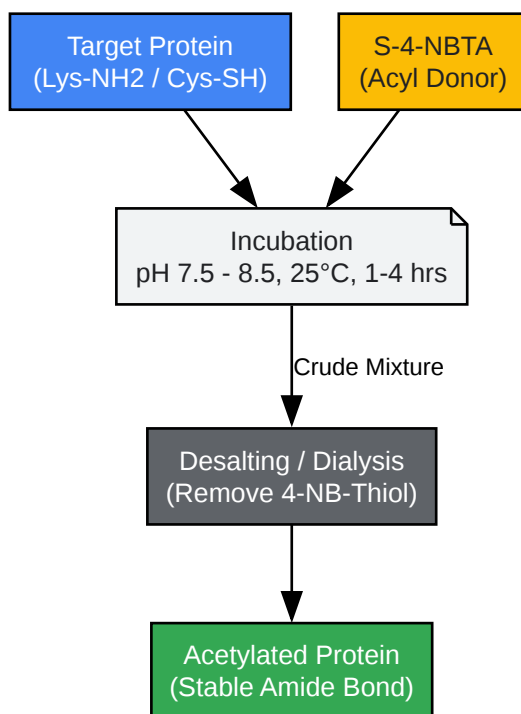 Target Protein
(Lys-NH2 / Cys-SH)
S-4-NBTA
(Acyl Donor)
Incubation
pH 7.5 - 8.5, 25°C, 1-4 hrs
Crude Mixture
Desalting / Dialysis
(Remove 4-NB-Thiol)
Acetylated Protein
(Stable Amide Bond)